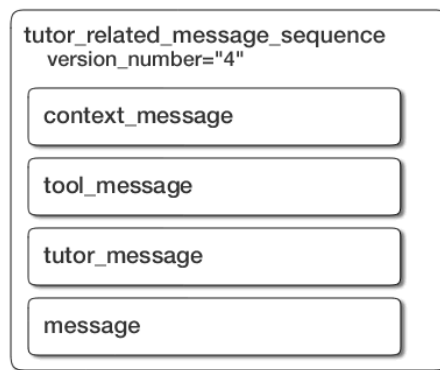 tutor_related_message_sequence
version_number="4"
context_message
tool_message
tutor_message
message